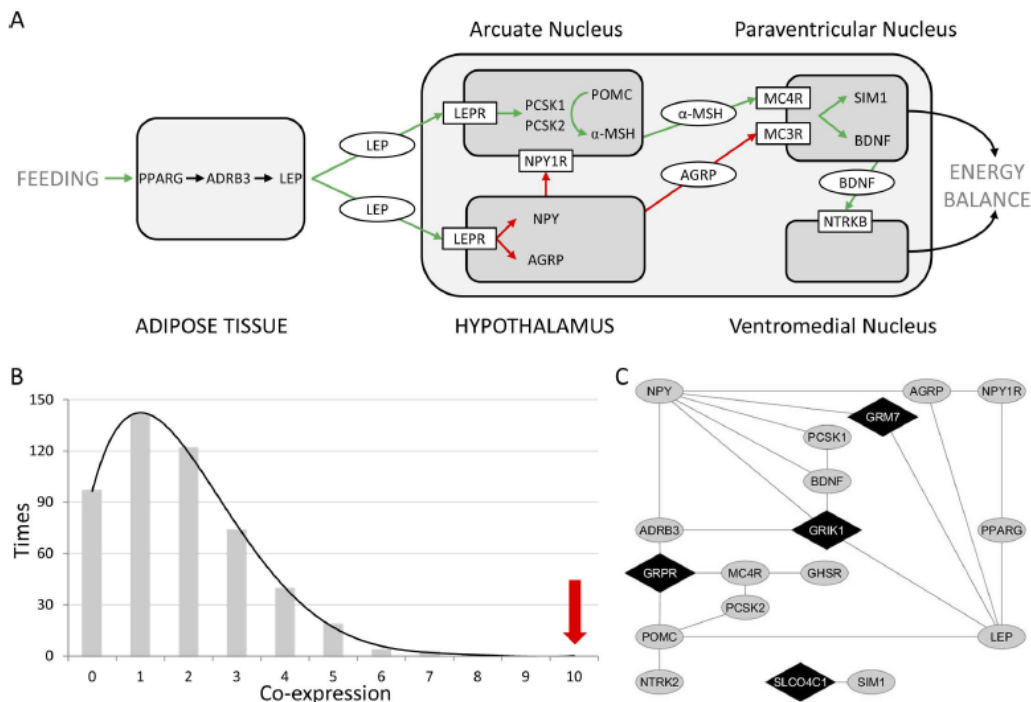 A
Arcuate Nucleus
Paraventricular Nucleus
FEEDING
PPARG
ADRB3
LEP
LEP
LEP
LEPR
PCSK1
PCSK2
POMC
α-MSH
NPY1R
LEPR
NPY
AGRP
α-MSH
AGRP
MC4R
MC3R
SIM1
BDNF
BDNF
NTRKB
ENERGY
BALANCE
ADIPOSE TISSUE
HYPOTHALAMUS
Ventromedial Nucleus
B
Times
150
120
90
60
30
0
0 1 2 3 4 5 6 7 8 9 10
Co-expression
C
NPY
AGRP
NPY1R
GRM7
PCSK1
BDNF
ADRB3
GRIK1
PPARG
GRPR
MC4R
GHSR
PCSK2
POMC
LEP
NTRK2
SLCO4C1
SIM1